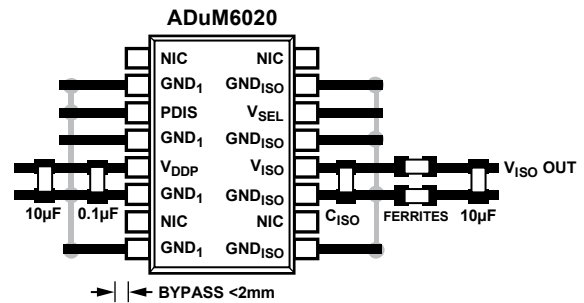 ADuM6020
NIC NIC
GND1 GNDISO
PDIS VSEL
GND1 GNDISO
VDDP VISO VISO OUT
GND1 GNDISO
10µF 0.1µF NIC NIC CISO FERRITES 10µF
GND1 GNDISO
BYPASS <2mm